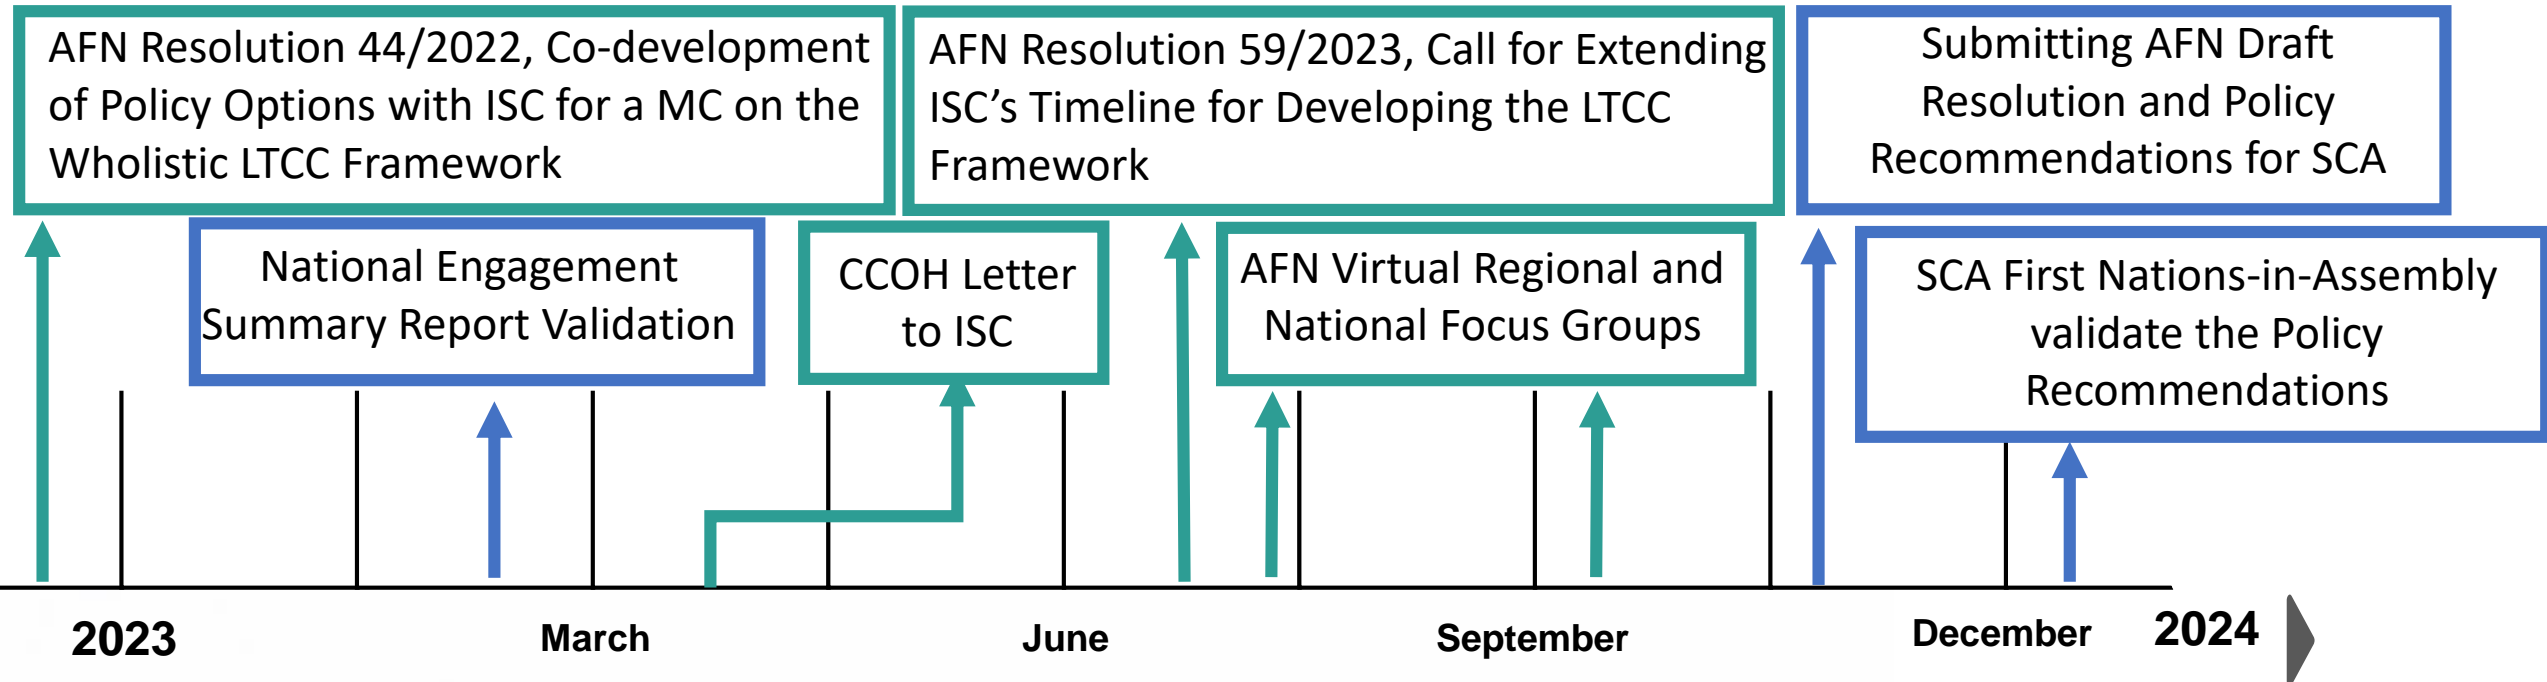 AFN Resolution 44/2022, Co-development
of Policy Options with ISC for a MC on the
Wholistic LTCC Framework
AFN Resolution 59/2023, Call for Extending
ISC’s Timeline for Developing the LTCC
Framework
Submitting AFN Draft
Resolution and Policy
Recommendations for SCA
National Engagement
Summary Report Validation
CCOH Letter
to ISC
AFN Virtual Regional and
National Focus Groups
SCA First Nations-in-Assembly
validate the Policy
Recommendations
2023
March
June
September
December
2024